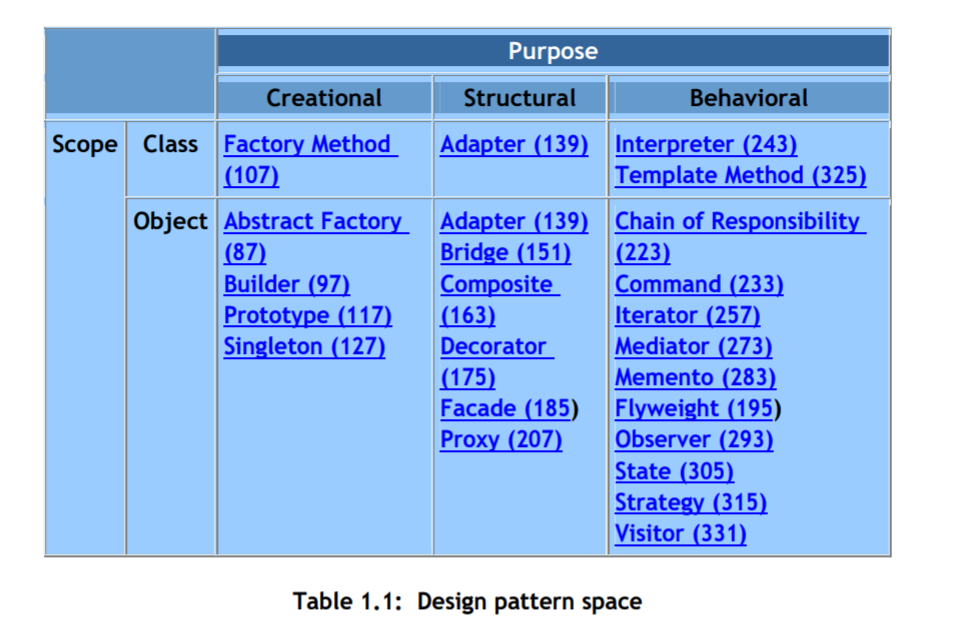 Purpose
Creational Structural Behavioral
Scope Class Factory Method Adapter (139) Interpreter (243)
(107) Template Method (325)
Object Abstract Factory Adapter (139) Chain of Responsibility
(87) Bridge (151) (223)
Builder (97) Composite Command (233)
Prototype (117) (163) Iterator (257)
Singleton (127) Decorator Mediator (273)
(175) Memento (283)
Facade (185) Flyweight (195)
Proxy (207) Observer (293)
State (305)
Strategy (315)
Visitor (331)
Table 1.1: Design pattern space